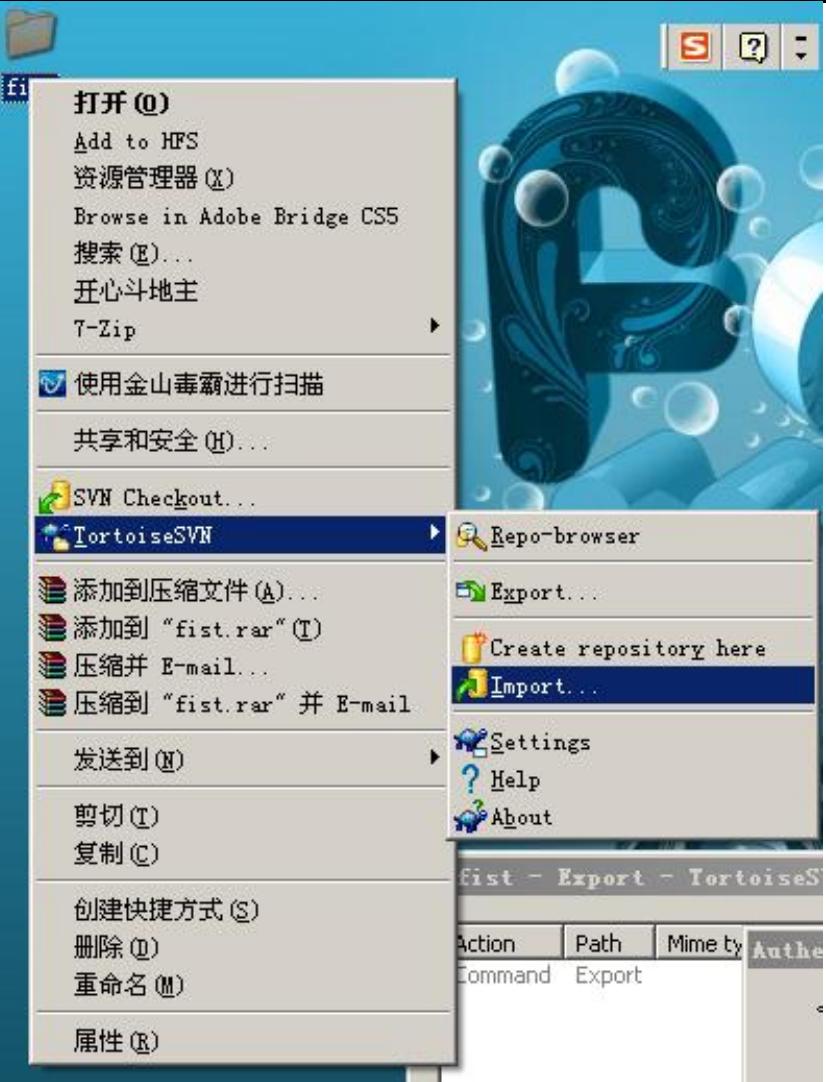 打开(O)
Add to HFS
资源管理器(X)
Browse in Adobe Bridge CS5
搜索(E)...
开心斗地主
7-Zip
使用金山毒霸进行扫描
共享和安全(H)...
SVN Checkout...
TortoiseSVN
添加到压缩文件(A)...
添加到 "fist.rar"(T)
压缩并 E-mail...
压缩到 "fist.rar" 并 E-mail
发送到(N)
剪切(T)
复制(C)
创建快捷方式(S)
删除(D)
重命名(M)
属性(R)
Repo-browser
Export...
Create repository here
Import...
Settings
Help
About
fist - Export - TortoiseSV
Action Path Mime ty
Command Export
Authe